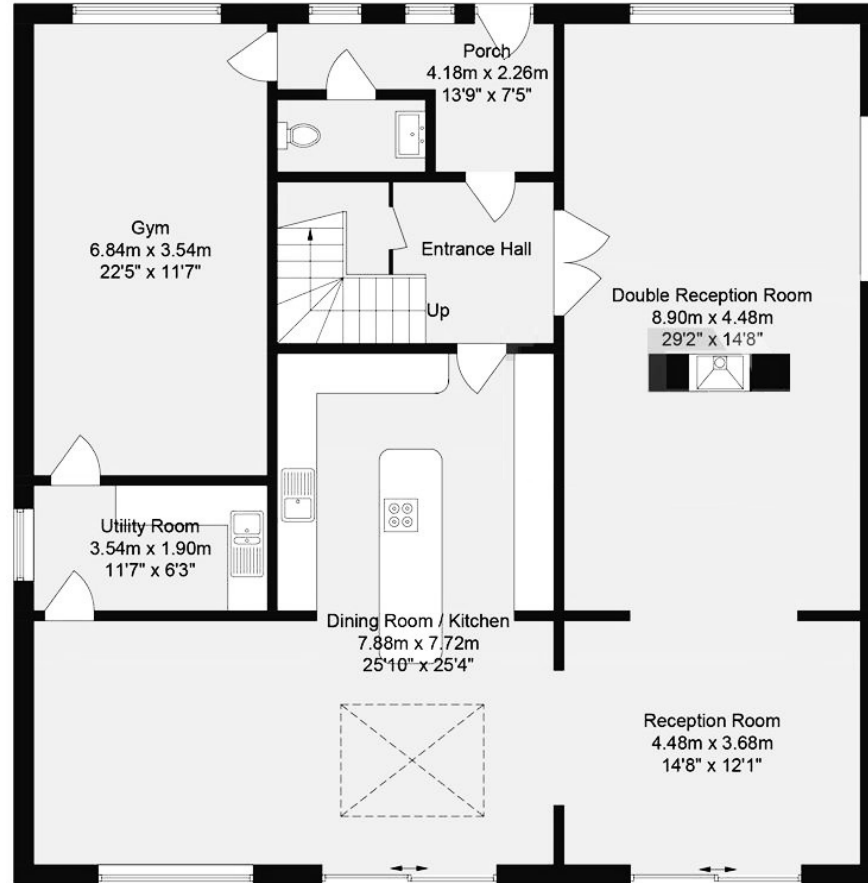 Porch
4.18m x 2.26m
13'9" x 7'5"
Gym
6.84m x 3.54m
22'5" x 11'7"
Entrance Hall
Up
Double Reception Room
8.90m x 4.48m
29'2" x 14'8"
Utility Room
3.54m x 1.90m
11'7" x 6'3"
Dining Room / Kitchen
7.88m x 7.72m
25'10" x 25'4"
Reception Room
4.48m x 3.68m
14'8" x 12'1"